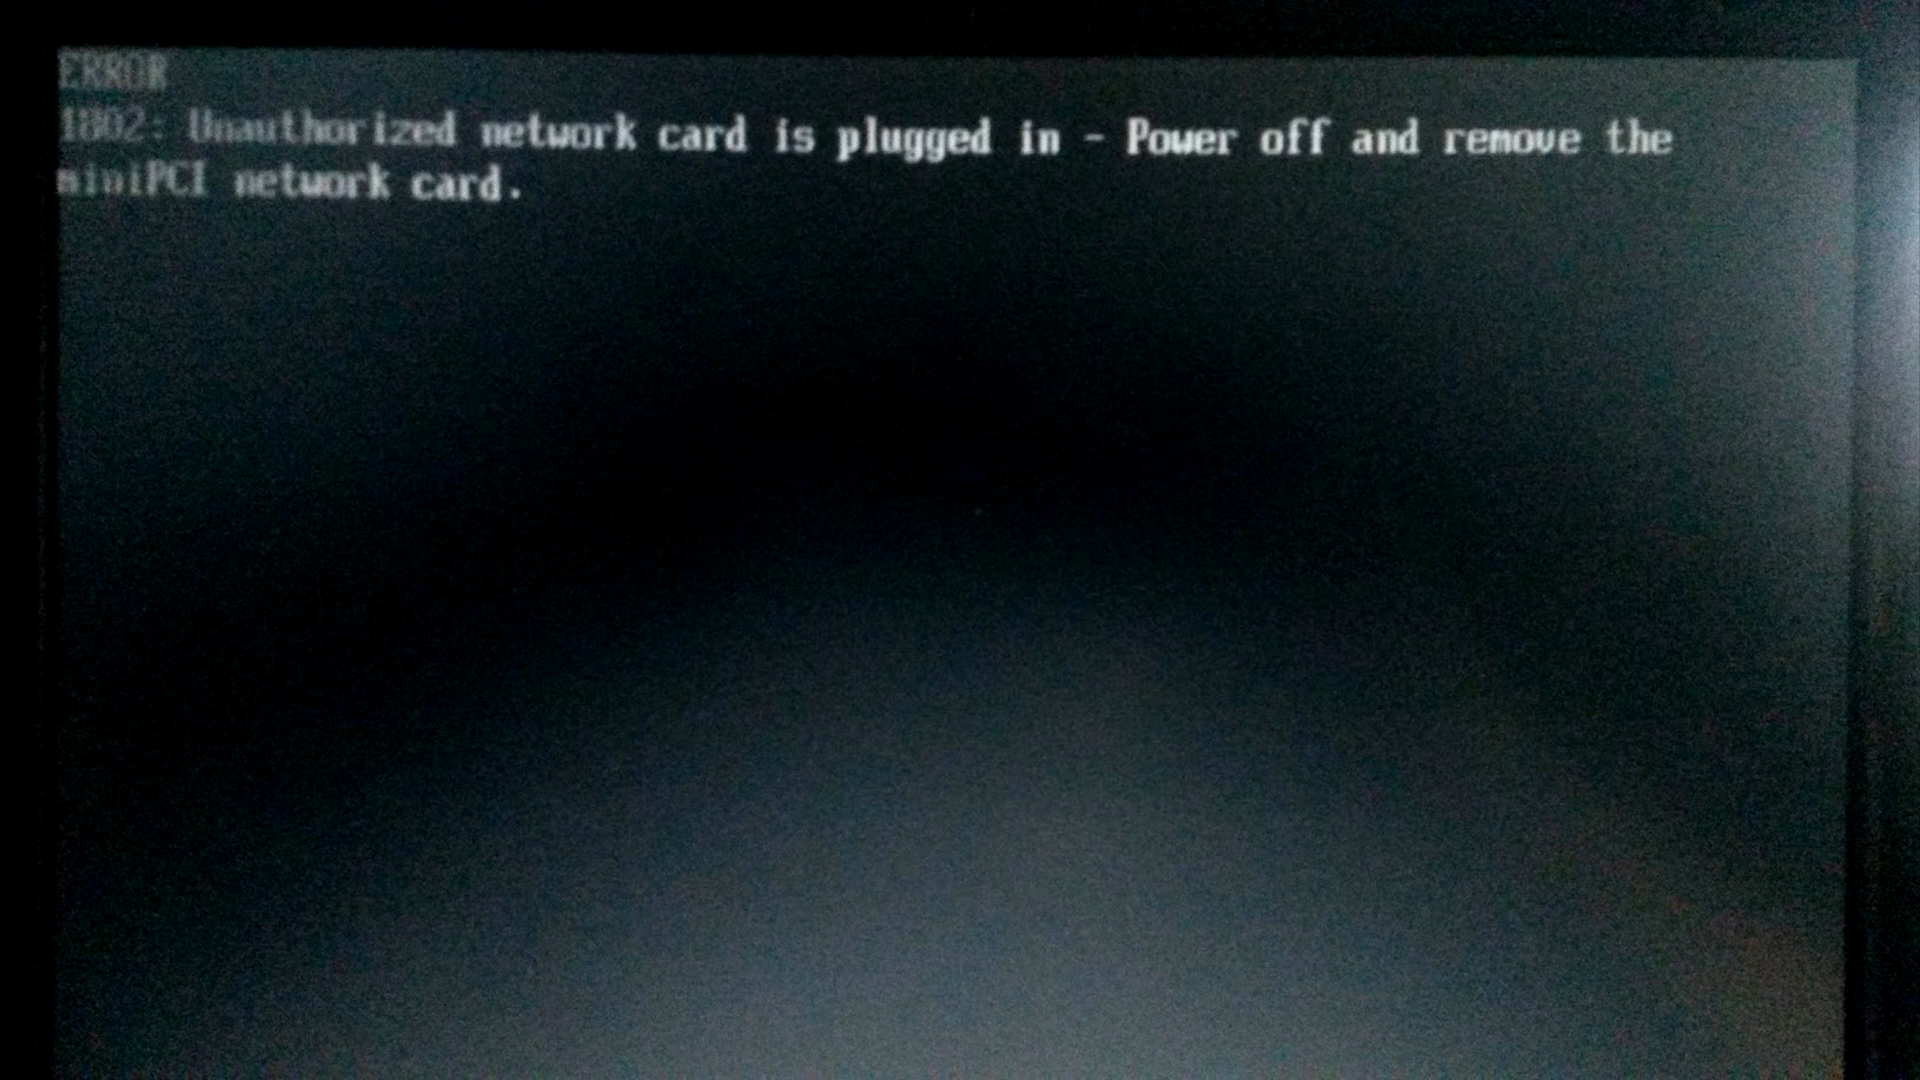 ERROR
1802: Unauthorized network card is plugged in - Power off and remove the
miniPCI network card.